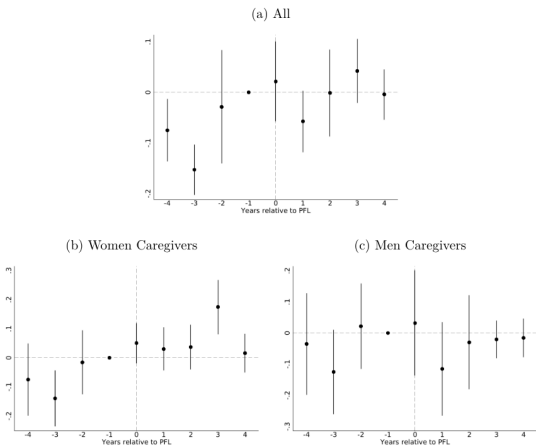 (a) All
.1
0
-.1
-.2
-4 -3 -2 -1 0 1 2 3 4
Years relative to PFL
(b) Women Caregivers
.3
.2
.1
0
-.1
-.2
-4 -3 -2 -1 0 1 2 3 4
Years relative to PFL
(c) Men Caregivers
.2
.1
0
-.1
-.2
-.3
-4 -3 -2 -1 0 1 2 3 4
Years relative to PFL